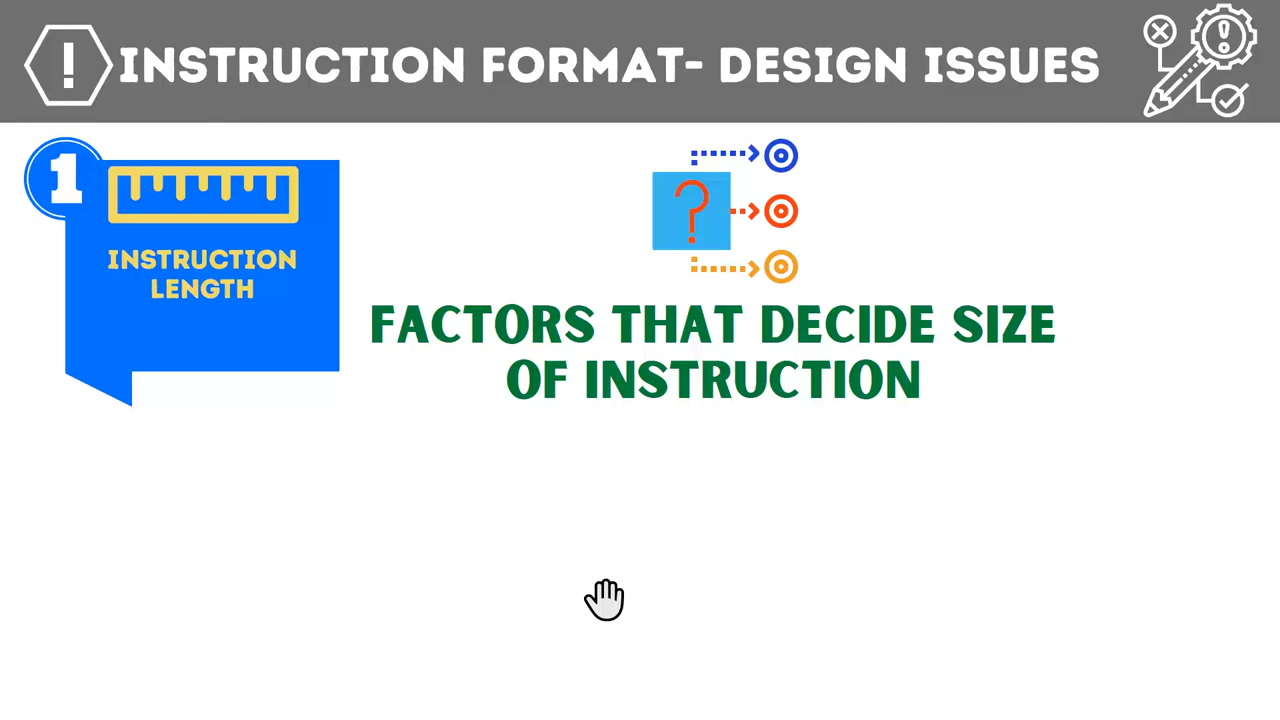 INSTRUCTION FORMAT- DESIGN ISSUES
1
INSTRUCTION
LENGTH
?
FACTORS THAT DECIDE SIZE
OF INSTRUCTION